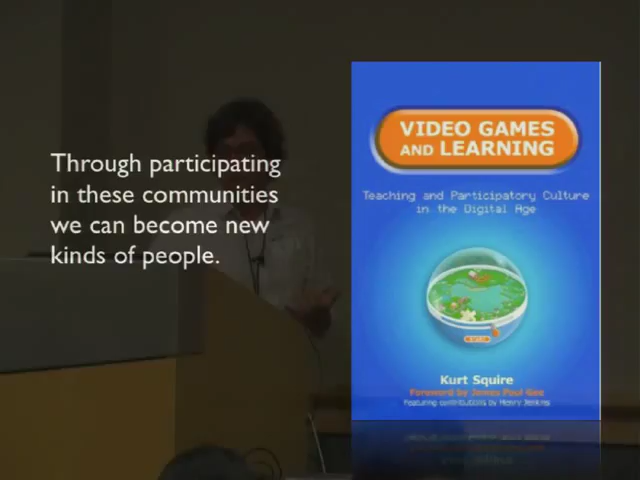 Through participating
in these communities
we can become new
kinds of people.
VIDEO GAMES
AND LEARNING
Teaching and Participatory Culture
in the Digital Age
Kurt Squire
Foreword by James Paul Gee
Featuring contributions by Henry Jenkins